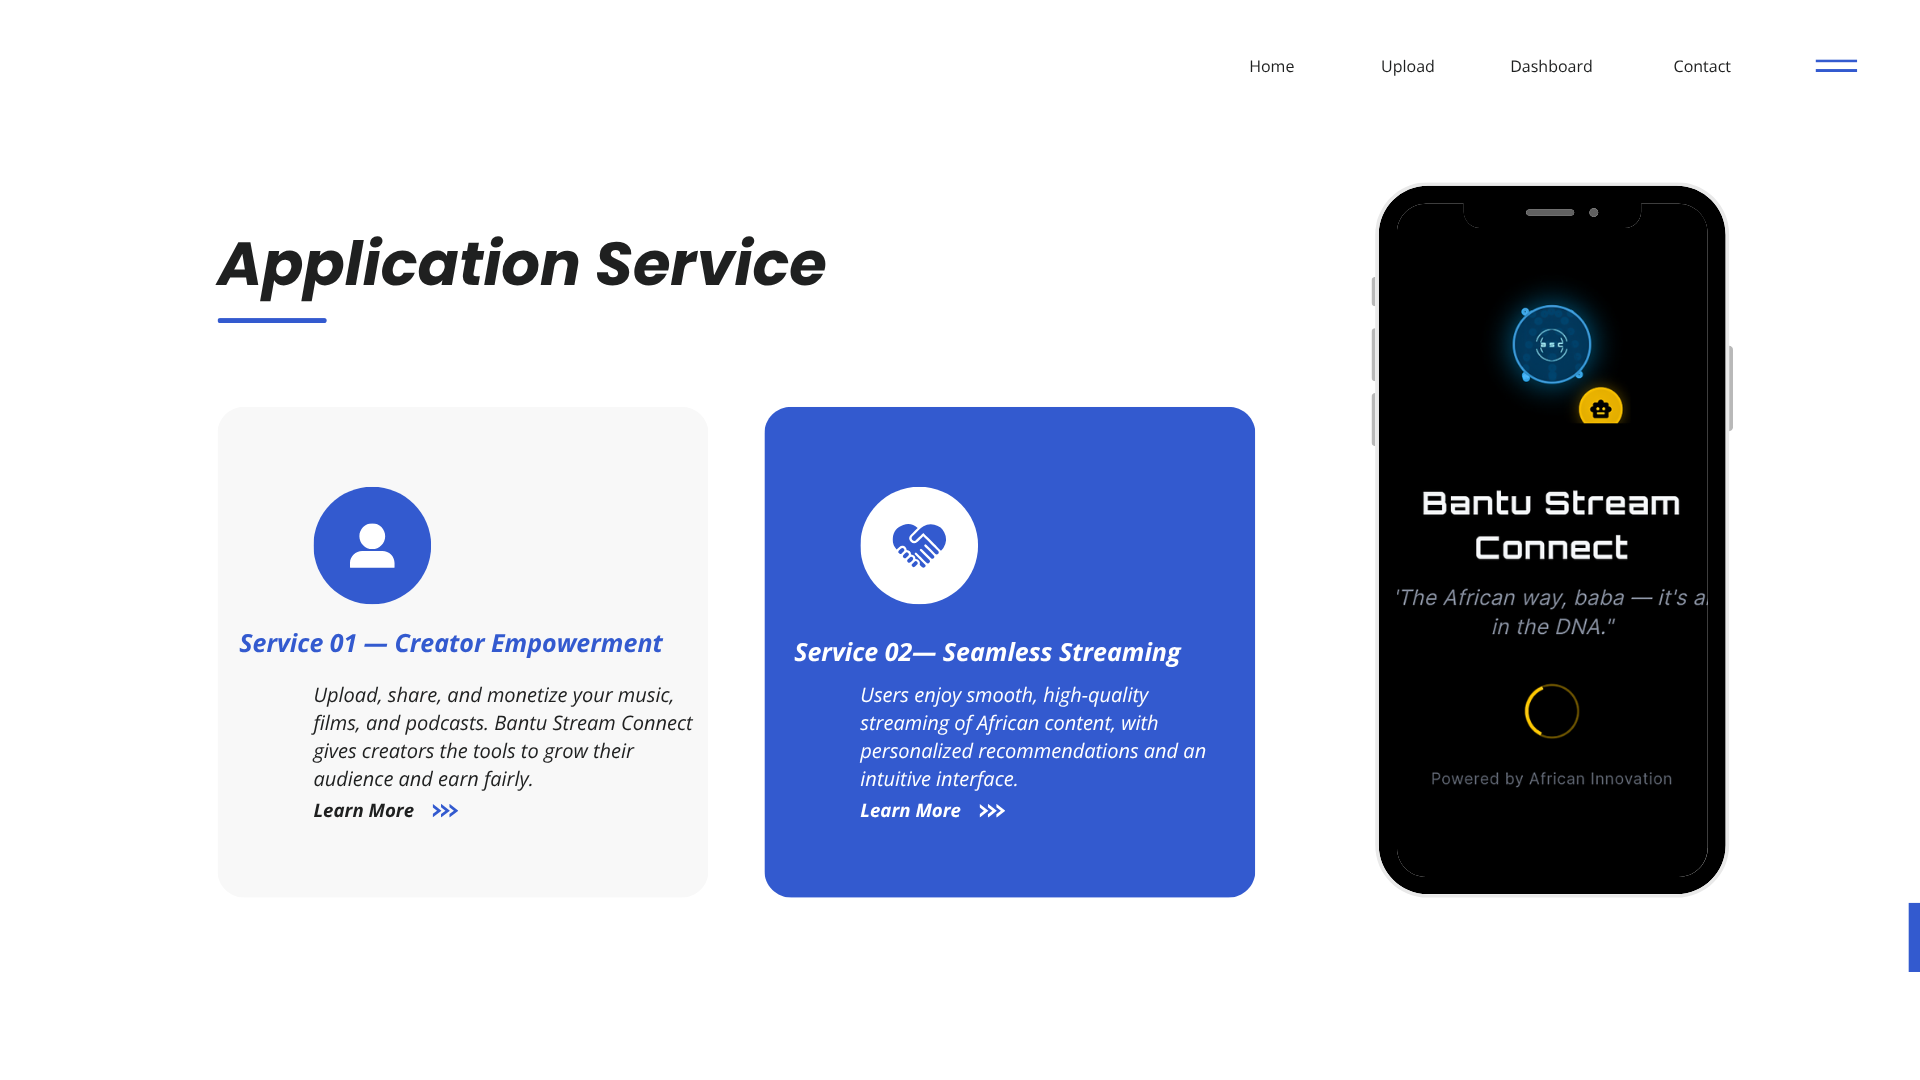 Home
Upload
Dashboard
Contact
Application Service
Service 01 — Creator Empowerment
Upload, share, and monetize your music,
films, and podcasts. Bantu Stream Connect
gives creators the tools to grow their
audience and earn fairly.
Learn More
Service 02— Seamless Streaming
Users enjoy smooth, high-quality
streaming of African content, with
personalized recommendations and an
intuitive interface.
Learn More
BSC
Bantu Stream
Connect
'The African way, baba — it's
in the DNA."
Powered by African Innovation